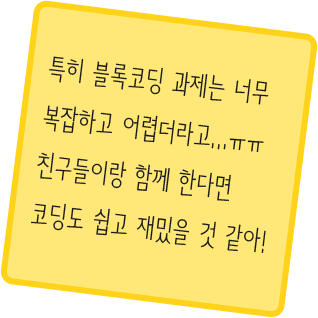 특히 블록코딩 과제는 너무
복잡하고 어렵더라고...ㅠㅠ
친구들이랑 함께 한다면
코딩도 쉽고 재밌을 것 같아!